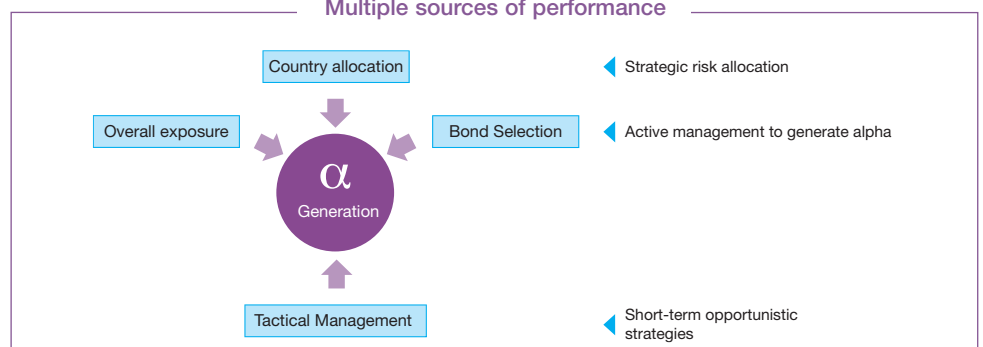 Multiple sources of performance
Country allocation
Strategic risk allocation
Overall exposure
Bond Selection
Active management to generate alpha
α
Generation
Tactical Management
Short-term opportunistic
strategies